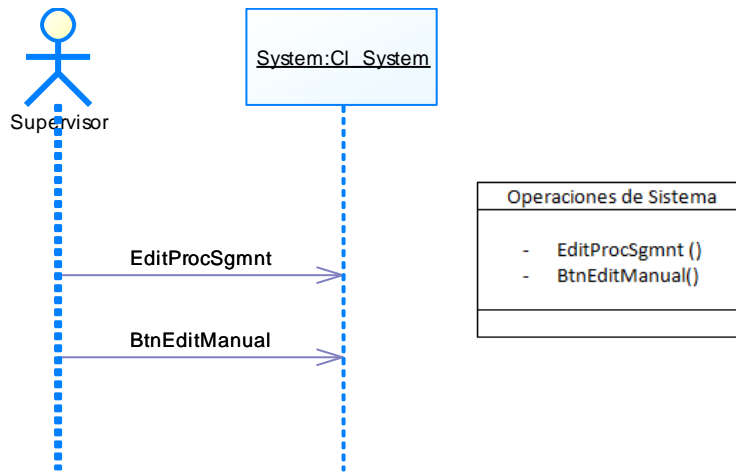 System:Cl_System
Supervisor
Operaciones de Sistema
- EditProcSgmnt ()
- BtnEditManual()
EditProcSgmnt
BtnEditManual